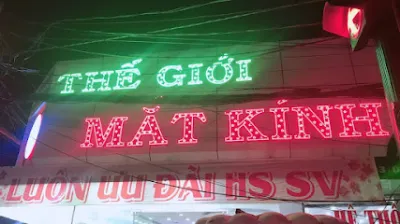 THẾ GIỚI
MẮT KÍNH
LUÔN ƯU ĐÃI HS SV